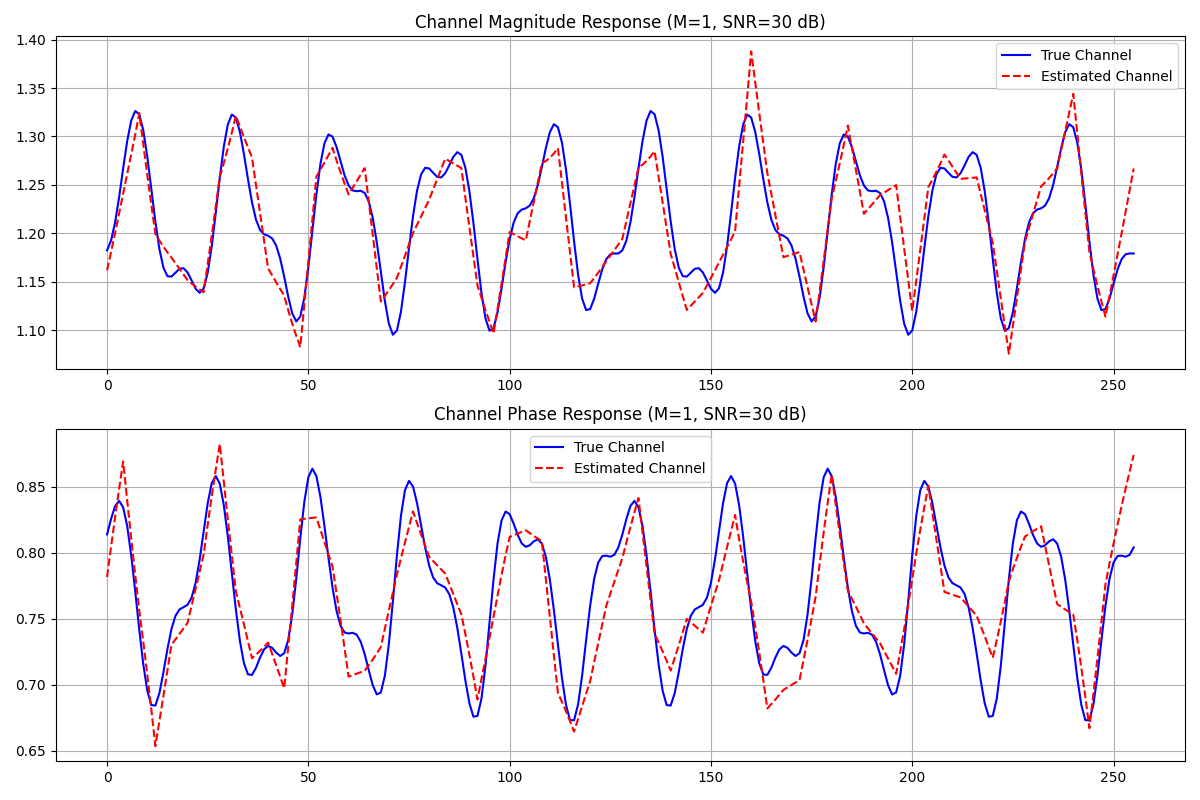 Channel Magnitude Response (M=1, SNR=30 dB)
1.40
1.35
1.30
1.25
1.20
1.15
1.10
True Channel
Estimated Channel
0 50 100 150 200 250
Channel Phase Response (M=1, SNR=30 dB)
0.85
0.80
0.75
0.70
0.65
True Channel
Estimated Channel
0 50 100 150 200 250